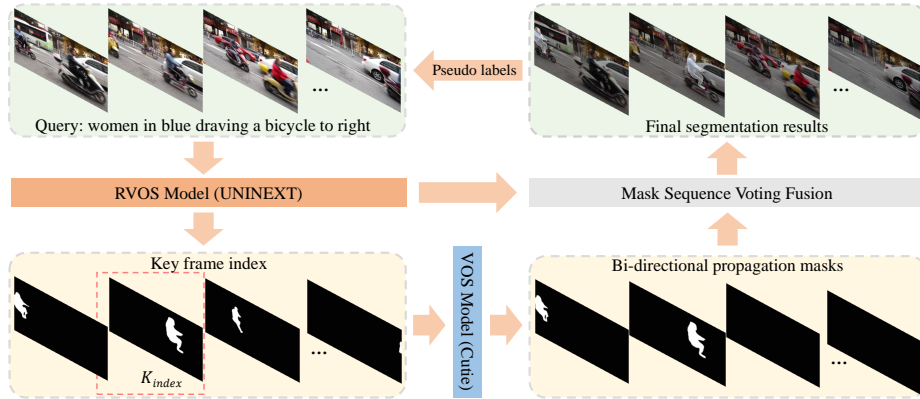 ...
...
Pseudo labels
Query: women in blue draving a bicycle to right
Final segmentation results
RVOS Model (UNINEXT)
Mask Sequence Voting Fusion
Key frame index
Bi-directional propagation masks
VOS Model (Cutie)
...
...
K_index